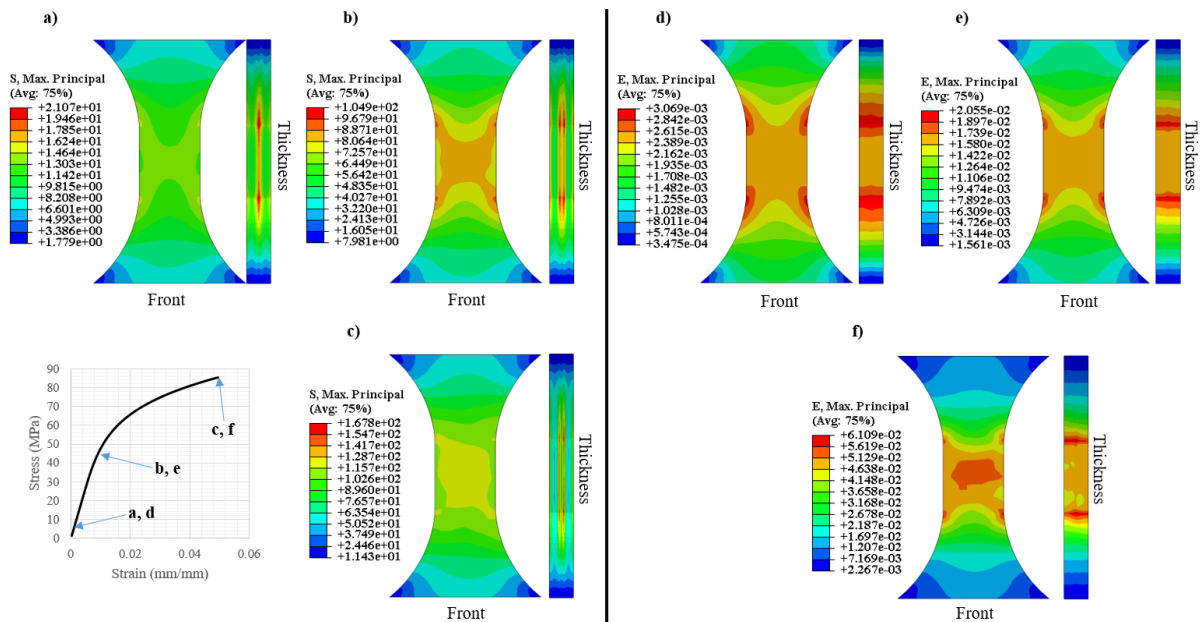 a)
S, Max. Principal
(Avg: 75%)
+2.107e+01
+1.946e+01
+1.785e+01
+1.624e+01
+1.464e+01
+1.303e+01
+1.142e+01
+9.815e+00
+8.208e+00
+6.601e+00
+4.993e+00
+3.386e+00
+1.779e+00
Front
Thickness
b)
S, Max. Principal
(Avg: 75%)
+1.049e+02
+9.679e+01
+8.871e+01
+8.064e+01
+7.257e+01
+6.449e+01
+5.642e+01
+4.835e+01
+4.027e+01
+3.220e+01
+2.413e+01
+1.605e+01
+7.981e+00
Front
Thickness
d)
E, Max. Principal
(Avg: 75%)
+3.069e-03
+2.842e-03
+2.615e-03
+2.389e-03
+2.162e-03
+1.935e-03
+1.708e-03
+1.482e-03
+1.255e-03
+1.028e-03
+8.011e-04
+5.743e-04
+3.475e-04
Front
Thickness
e)
E, Max. Principal
(Avg: 75%)
+2.055e-02
+1.897e-02
+1.739e-02
+1.580e-02
+1.422e-02
+1.264e-02
+1.106e-02
+9.474e-03
+7.892e-03
+6.309e-03
+4.726e-03
+3.144e-03
+1.561e-03
Front
Thickness
90
80
70
60
50
40
30
20
10
0
Stress (MPa)
c, f
b, e
a, d
0
0.02
0.04
0.06
Strain (mm/mm)
c)
S, Max. Principal
(Avg: 75%)
+1.678e+02
+1.547e+02
+1.417e+02
+1.287e+02
+1.157e+02
+1.026e+02
+8.960e+01
+7.657e+01
+6.354e+01
+5.052e+01
+3.749e+01
+2.446e+01
+1.143e+01
Front
Thickness
f)
E, Max. Principal
(Avg: 75%)
+6.109e-02
+5.619e-02
+5.129e-02
+4.638e-02
+4.148e-02
+3.658e-02
+3.168e-02
+2.678e-02
+2.187e-02
+1.697e-02
+1.207e-02
+7.169e-03
+2.267e-03
Front
Thickness